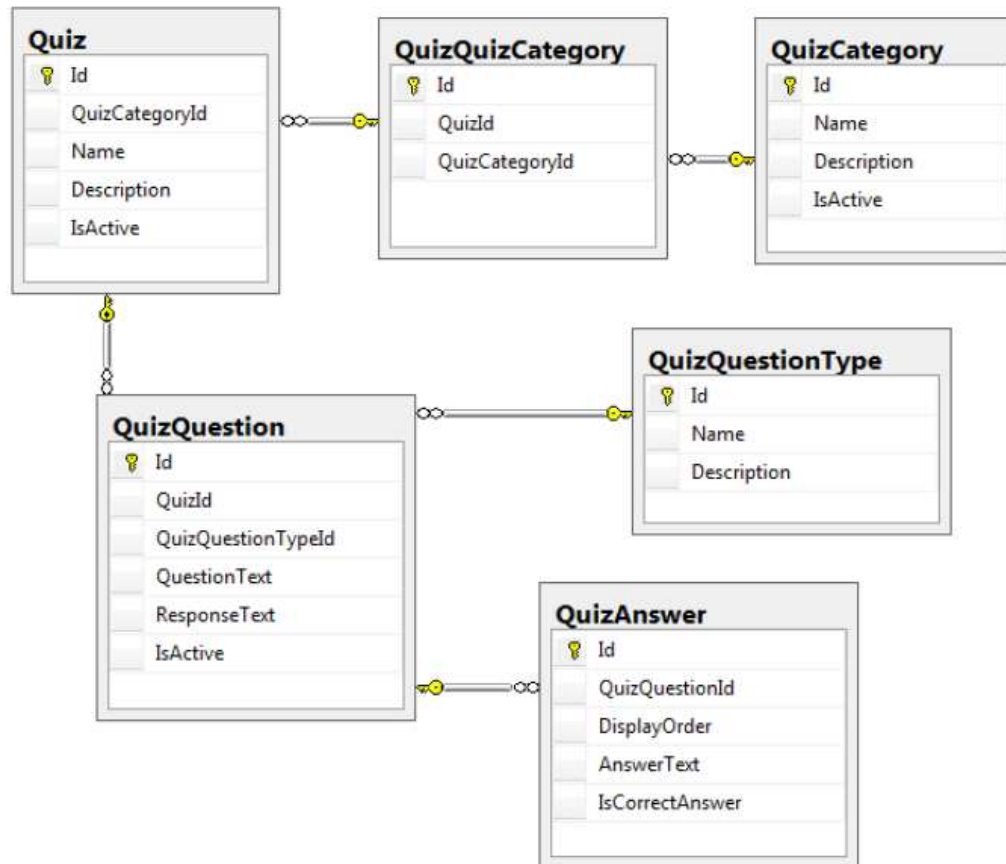 Quiz
Id
QuizCategoryId
Name
Description
IsActive
QuizQuizCategory
Id
QuizId
QuizCategoryId
QuizCategory
Id
Name
Description
IsActive
QuizQuestionType
Id
Name
Description
QuizQuestion
Id
QuizId
QuizQuestionTypeId
QuestionText
ResponseText
IsActive
QuizAnswer
Id
QuizQuestionId
DisplayOrder
AnswerText
IsCorrectAnswer